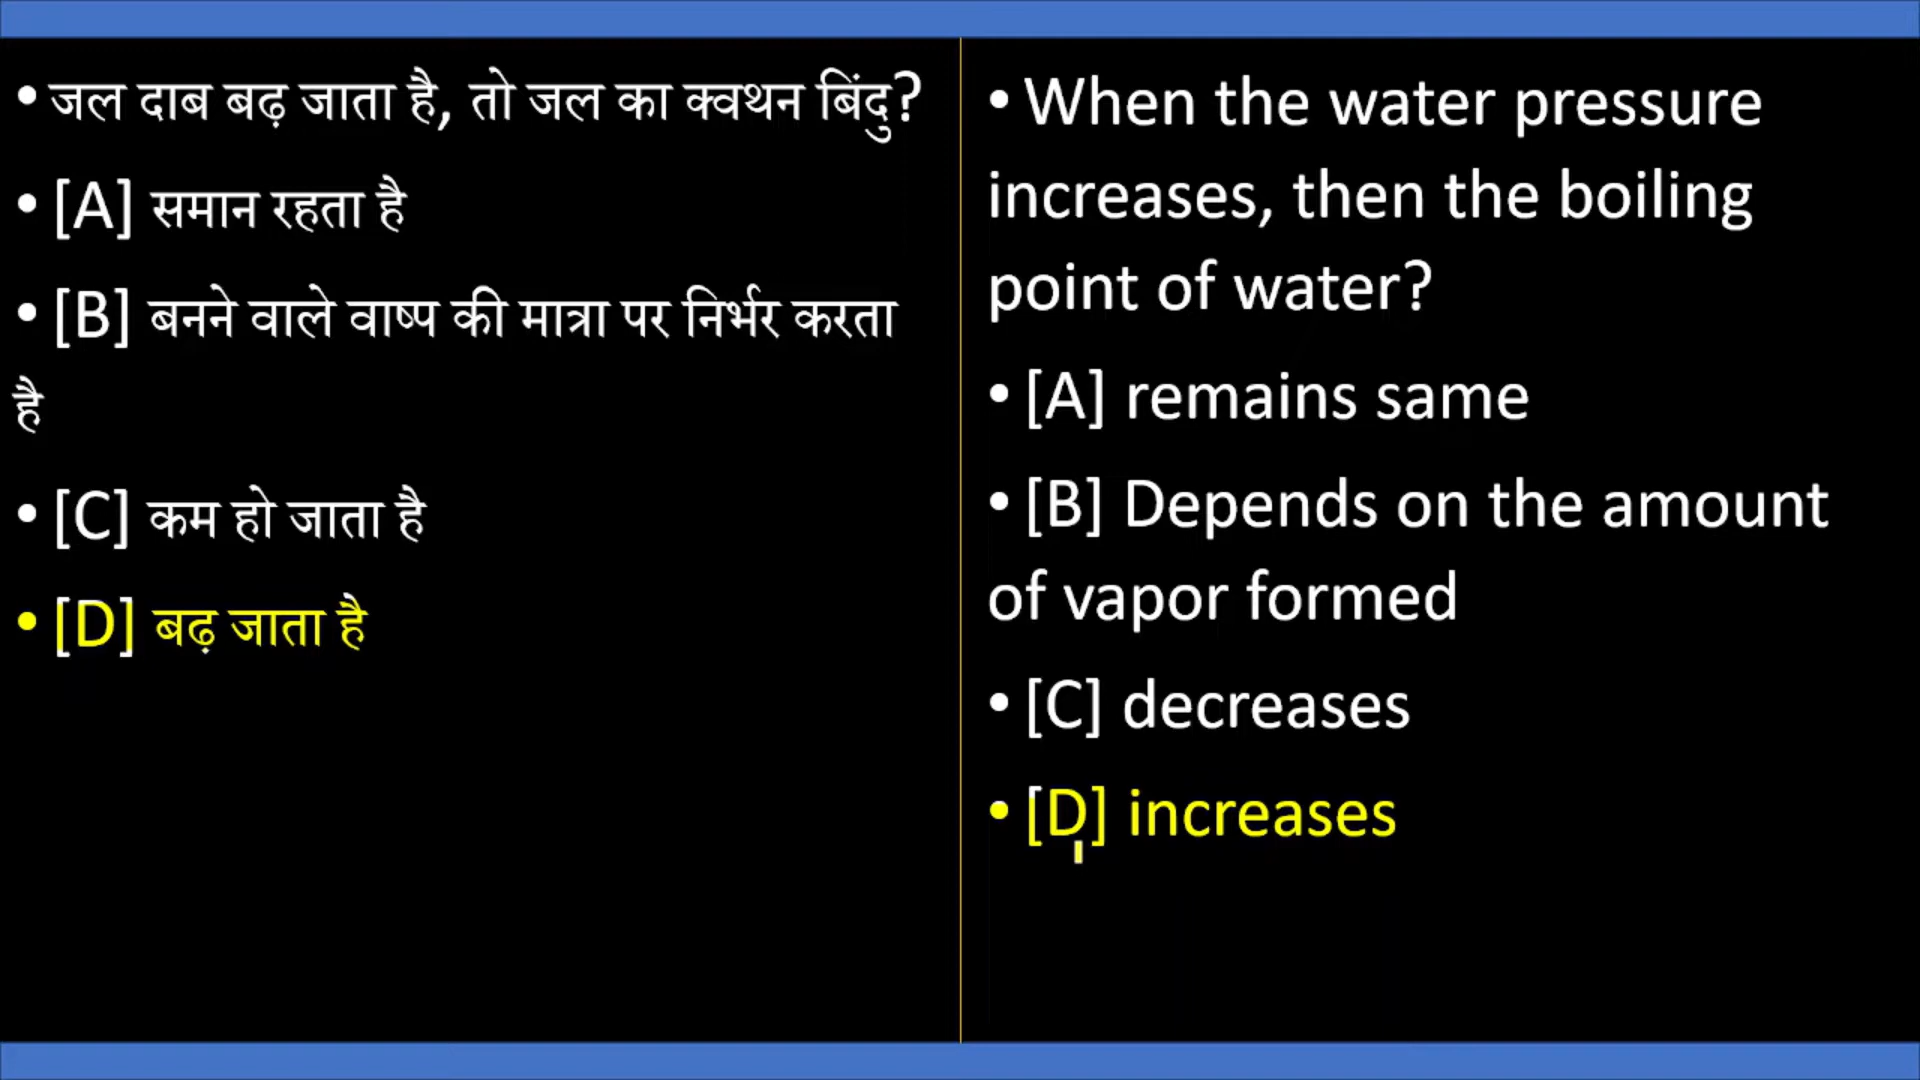 • जल दाब बढ़ जाता है, तो जल का क्वथन बिंदु?
• [A] समान रहता है
• [B] बनने वाले वाष्प की मात्रा पर निर्भर करता
है
• [C] कम हो जाता है
• [D] बढ़ जाता है
• When the water pressure
increases, then the boiling
point of water?
• [A] remains same
• [B] Depends on the amount
of vapor formed
• [C] decreases
• [D] increases